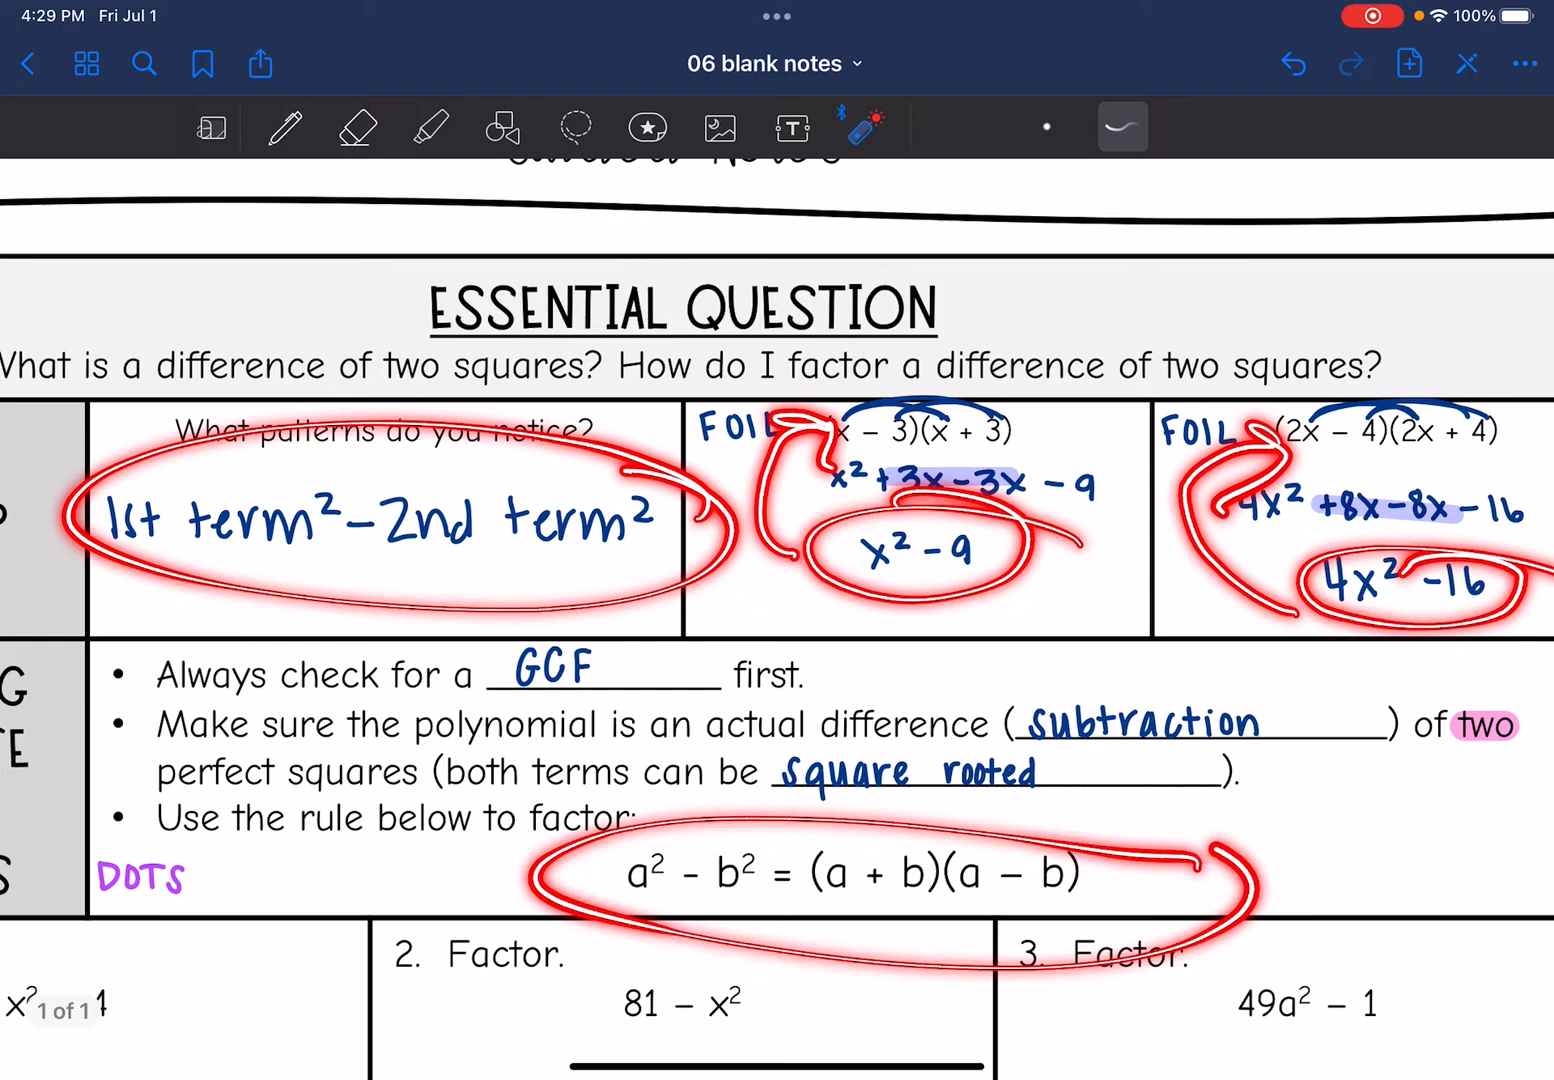 4:29 PM Fri Jul 1
100%
06 blank notes
ESSENTIAL QUESTION
What is a difference of two squares? How do I factor a difference of two squares?
What patterns do you notice?
1st term² – 2nd term²
FOIL (x – 3)(x + 3)
x² + 3x – 3x – 9
x² – 9
FOIL (2x – 4)(2x + 4)
4x² + 8x – 8x – 16
4x² – 16
• Always check for a GCF first.
• Make sure the polynomial is an actual difference (subtraction) of two
perfect squares (both terms can be square rooted).
• Use the rule below to factor:
DOTS
a² - b² = (a + b)(a – b)
2. Factor.
81 – x²
3. Factor.
49a² – 1
x²
1 of 1